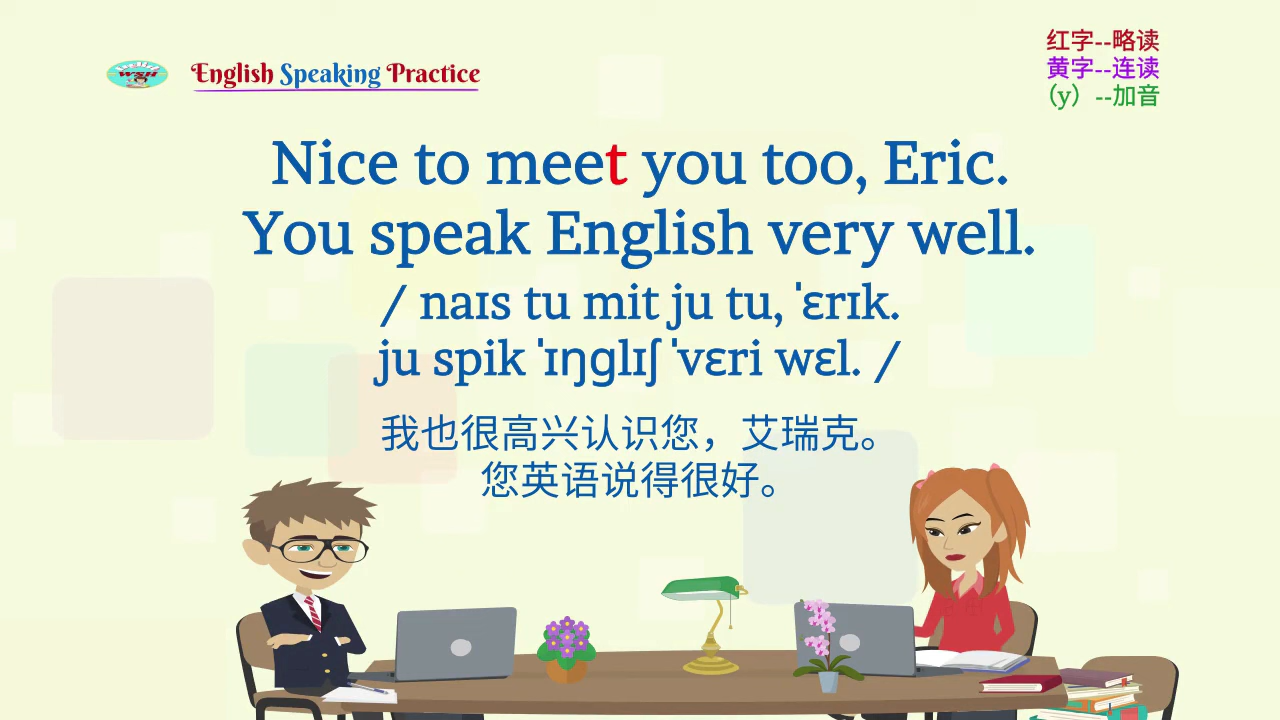 English Speaking Practice
红字--略读
黄字--连读
（y）--加音
Nice to meet you too, Eric.
You speak English very well.
/ naɪs tu mit ju tu, ˈɛrɪk.
ju spik ˈɪŋglɪʃ ˈvɛri wɛl. /
我也很高兴认识您，艾瑞克。
您英语说得很好。